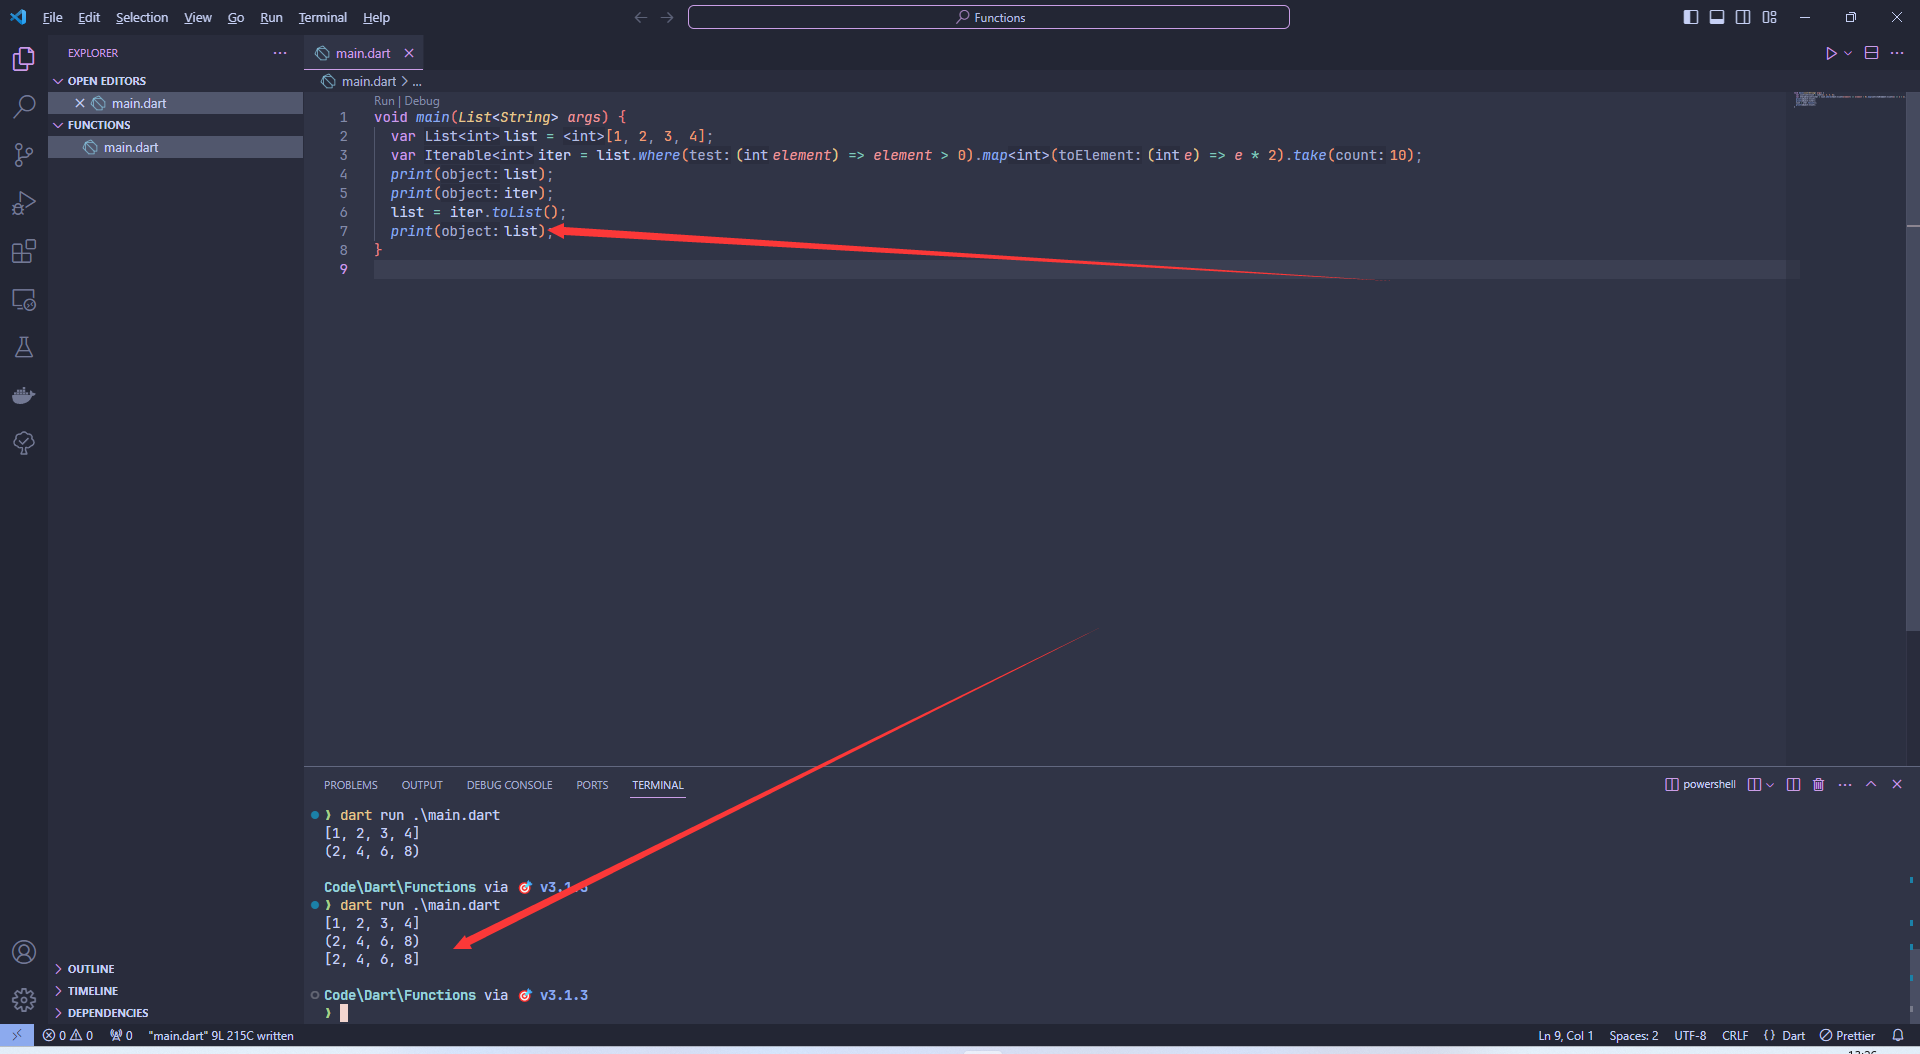 File Edit Selection View Go Run Terminal Help
Functions
EXPLORER
OPEN EDITORS
main.dart
FUNCTIONS
main.dart
OUTLINE
TIMELINE
DEPENDENCIES
main.dart
main.dart > ...
Run | Debug
1 void main(List<String> args) {
2 var List<int> list = <int>[1, 2, 3, 4];
3 var Iterable<int> iter = list.where(test: (int element) => element > 0).map<int>(toElement: (int e) => e * 2).take(count: 10);
4 print(object: list);
5 print(object: iter);
6 list = iter.toList();
7 print(object: list);
8 }
9
PROBLEMS OUTPUT DEBUG CONSOLE PORTS TERMINAL
powershell
❯ dart run .\main.dart
[1, 2, 3, 4]
(2, 4, 6, 8)
Code\Dart\Functions via 🎯 v3.1.3
❯ dart run .\main.dart
[1, 2, 3, 4]
(2, 4, 6, 8)
[2, 4, 6, 8]
Code\Dart\Functions via 🎯 v3.1.3
❯
0 0 0 "main.dart" 9L 215C written
Ln 9, Col 1 Spaces: 2 UTF-8 CRLF {} Dart Prettier